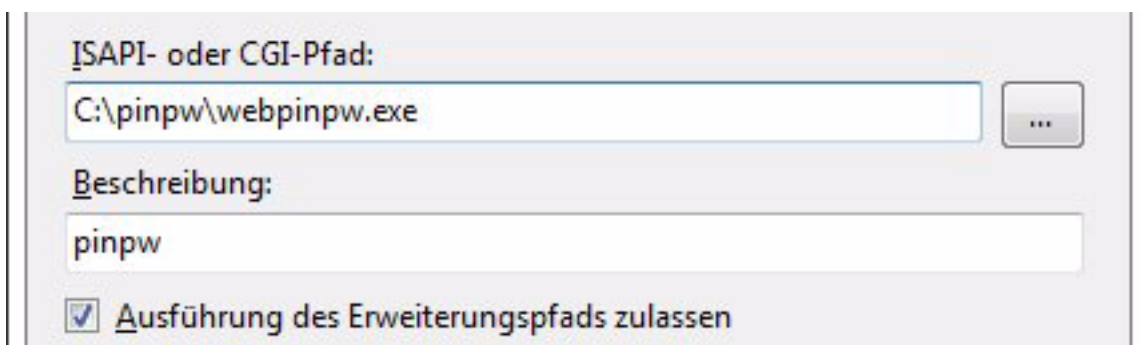 ISAPI- oder CGI-Pfad:
C:\pinpw\webpinpw.exe
...
Beschreibung:
pinpw
Ausführung des Erweiterungspfads zulassen